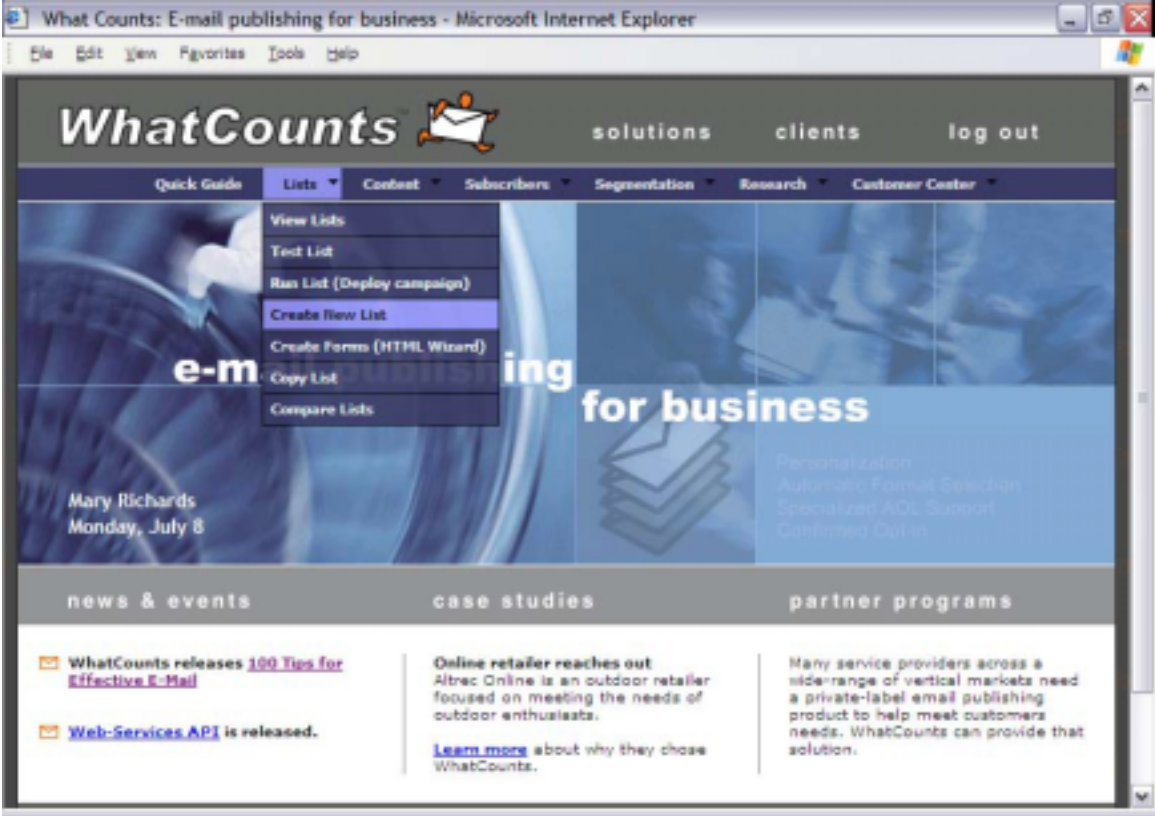 What Counts: E-mail publishing for business - Microsoft Internet Explorer
File Edit View Favorites Tools Help
WhatCounts™
solutions clients log out
Quick Guide Lists Content Subscribers Segmentation Research Customer Center
View Lists
Test List
Run List (Deploy campaign)
Create New List
Create Forms (HTML Wizard)
Copy List
Compare Lists
e-mail publishing
for business
Personalization
Automatic Format Selection
Specialized AOL Support
Confirmed Opt-in
Mary Richards
Monday, July 8
news & events
WhatCounts releases 100 Tips for
Effective E-Mail
Web-Services API is released.
case studies
Online retailer reaches out
Altrec Online is an outdoor retailer
focused on meeting the needs of
outdoor enthusiasts.
Learn more about why they chose
WhatCounts.
partner programs
Many service providers across a
wide-range of vertical markets need
a private-label email publishing
product to help meet customers
needs. WhatCounts can provide that
solution.